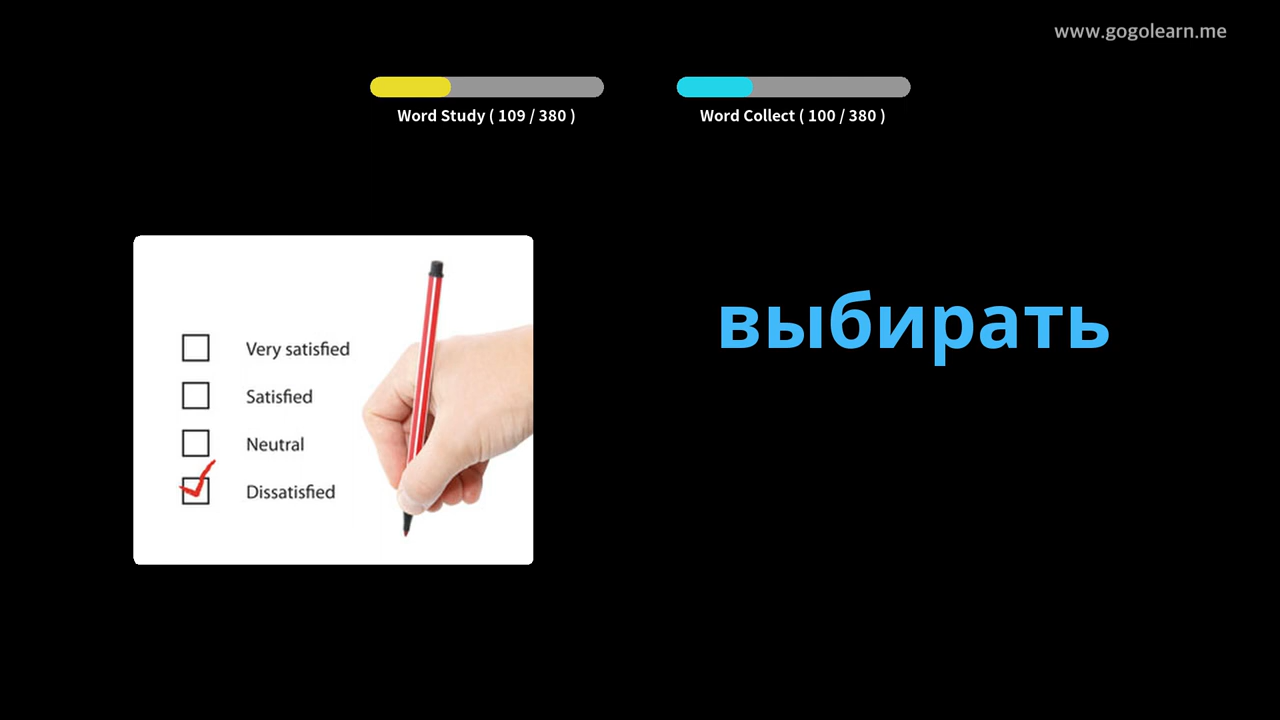 www.gogolearn.me
Word Study ( 109 / 380 )
Word Collect ( 100 / 380 )
Very satisfied
Satisfied
Neutral
Dissatisfied
выбирать